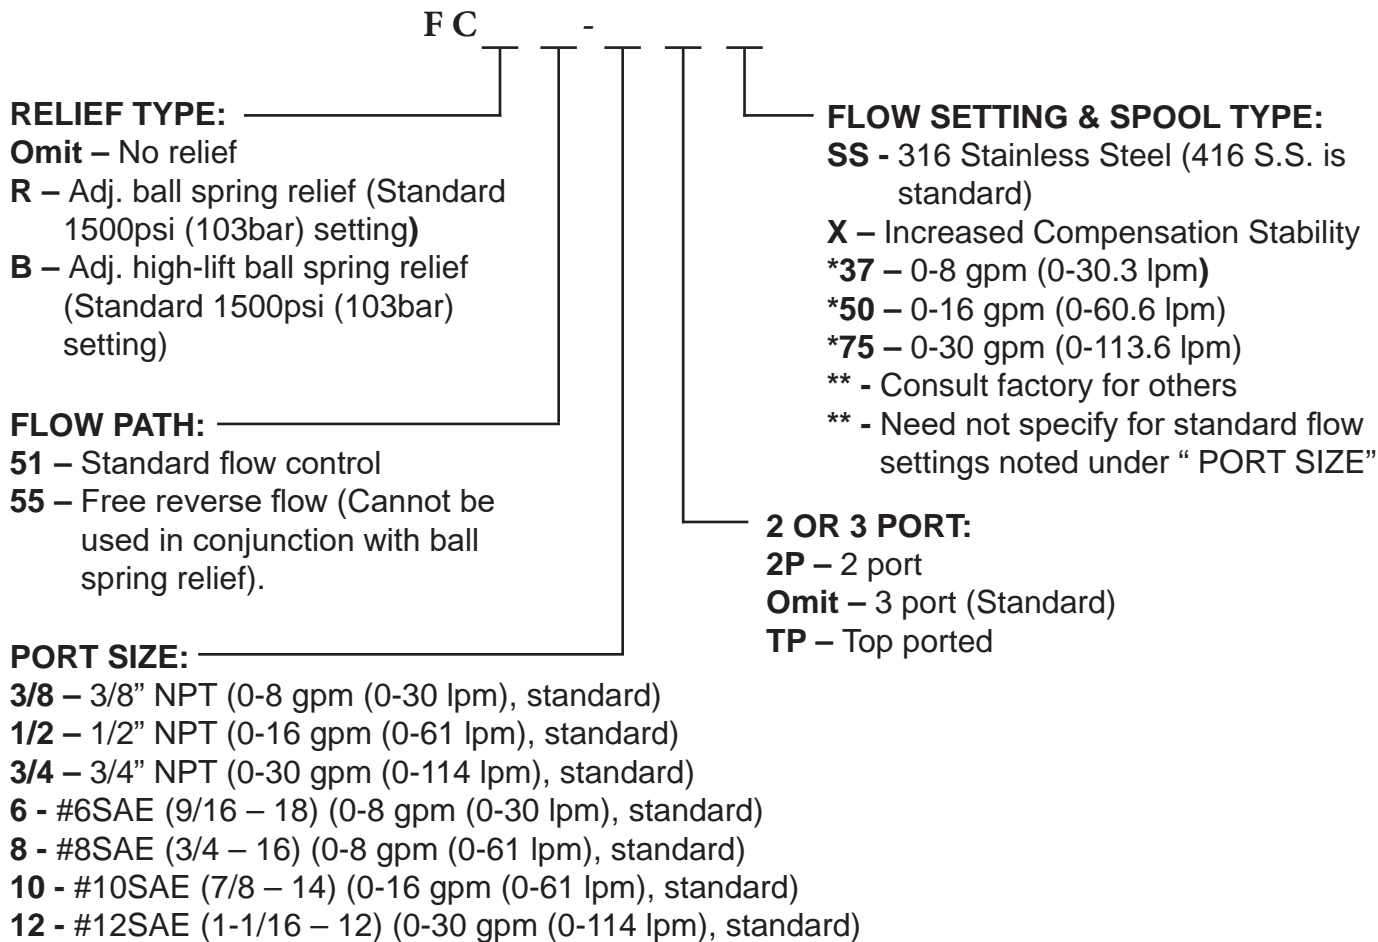 FC__ __-__ __ __
RELIEF TYPE:
Omit – No relief
R – Adj. ball spring relief (Standard
1500psi (103bar) setting)
B – Adj. high-lift ball spring relief
(Standard 1500psi (103bar)
setting)
FLOW PATH:
51 – Standard flow control
55 – Free reverse flow (Cannot be
used in conjunction with ball
spring relief).
PORT SIZE:
3/8 – 3/8” NPT (0-8 gpm (0-30 lpm), standard)
1/2 – 1/2” NPT (0-16 gpm (0-61 lpm), standard)
3/4 – 3/4” NPT (0-30 gpm (0-114 lpm), standard)
6 - #6SAE (9/16 – 18) (0-8 gpm (0-30 lpm), standard)
8 - #8SAE (3/4 – 16) (0-8 gpm (0-61 lpm), standard)
10 - #10SAE (7/8 – 14) (0-16 gpm (0-61 lpm), standard)
12 - #12SAE (1-1/16 – 12) (0-30 gpm (0-114 lpm), standard)
FLOW SETTING & SPOOL TYPE:
SS - 316 Stainless Steel (416 S.S. is
standard)
X – Increased Compensation Stability
*37 – 0-8 gpm (0-30.3 lpm)
*50 – 0-16 gpm (0-60.6 lpm)
*75 – 0-30 gpm (0-113.6 lpm)
** - Consult factory for others
** - Need not specify for standard flow
settings noted under “ PORT SIZE”
2 OR 3 PORT:
2P – 2 port
Omit – 3 port (Standard)
TP – Top ported